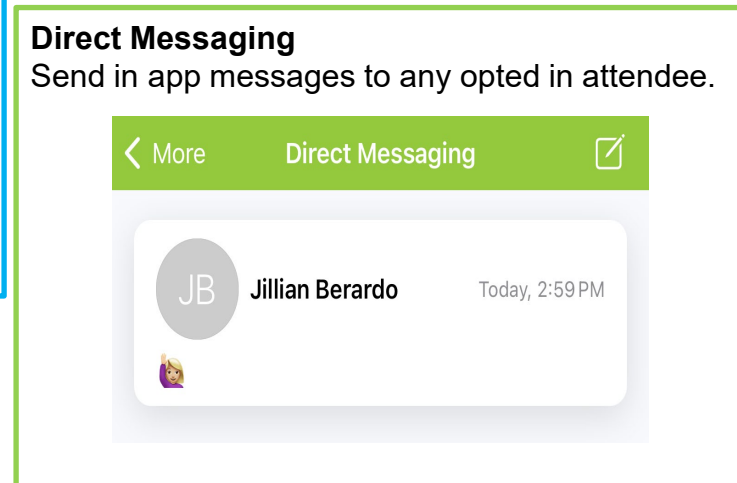 Direct Messaging
Send in app messages to any opted in attendee.
More Direct Messaging
JB Jillian Berardo Today, 2:59 PM
🙋🏼‍♀️